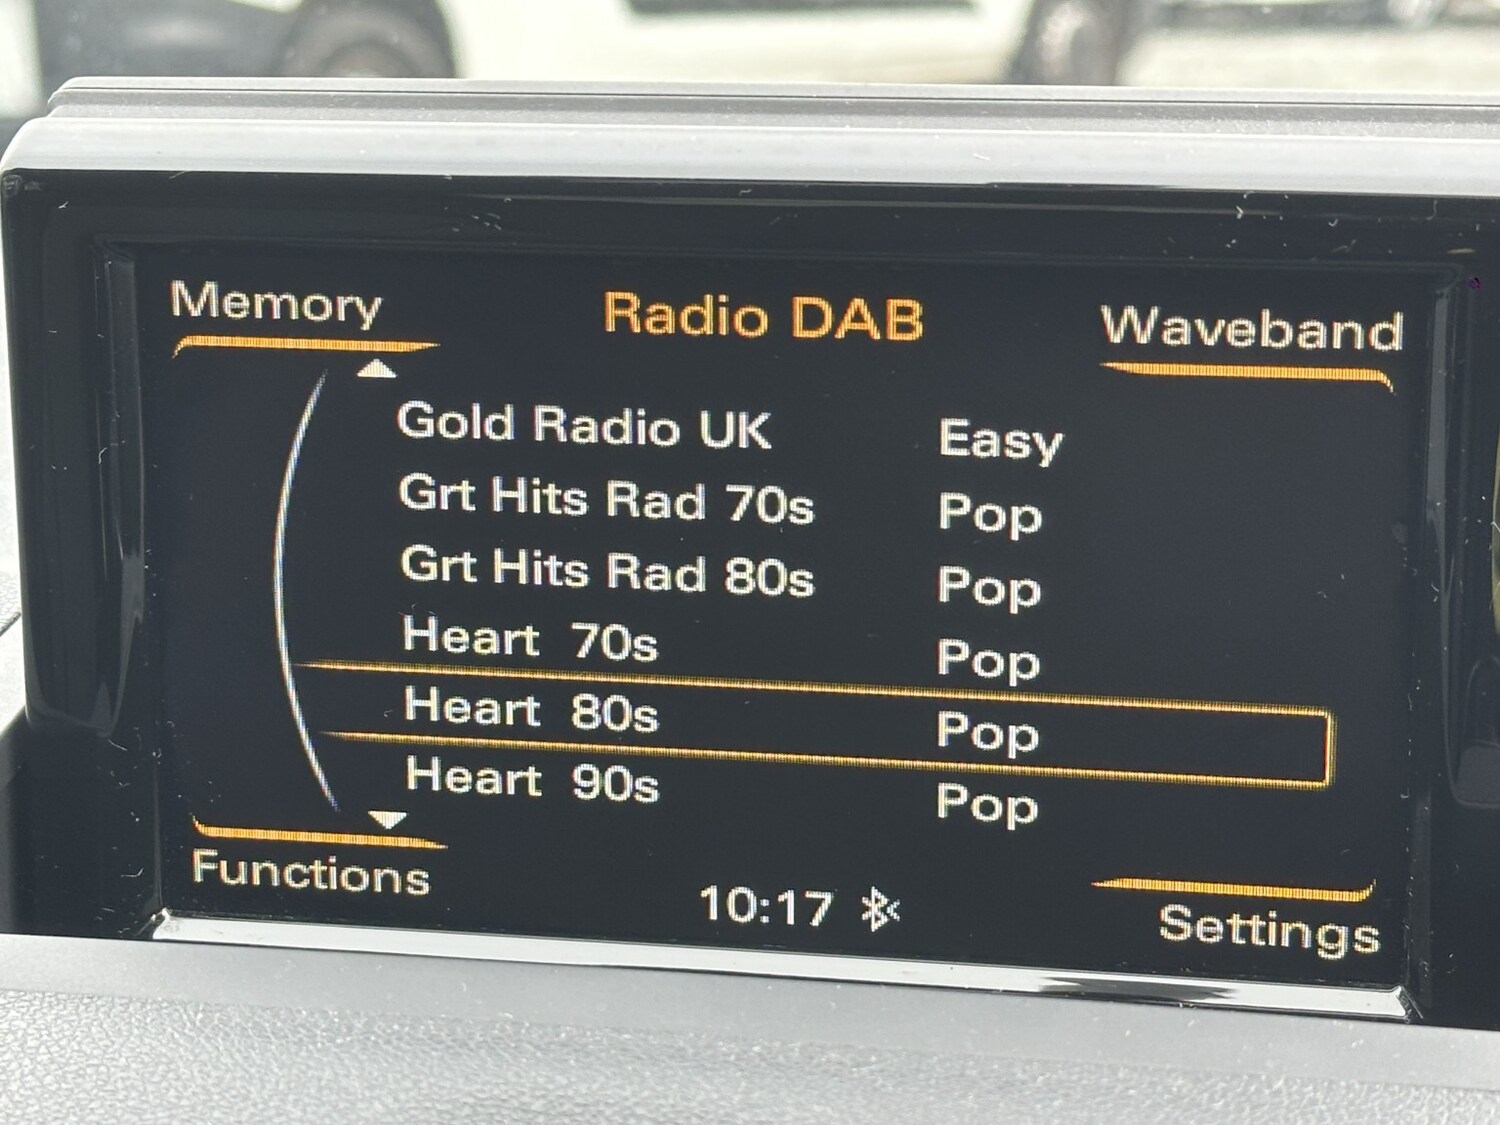 Memory Radio DAB Waveband
Gold Radio UK Easy
Grt Hits Rad 70s Pop
Grt Hits Rad 80s Pop
Heart 70s Pop
Heart 80s Pop
Heart 90s Pop
Functions 10:17 Settings